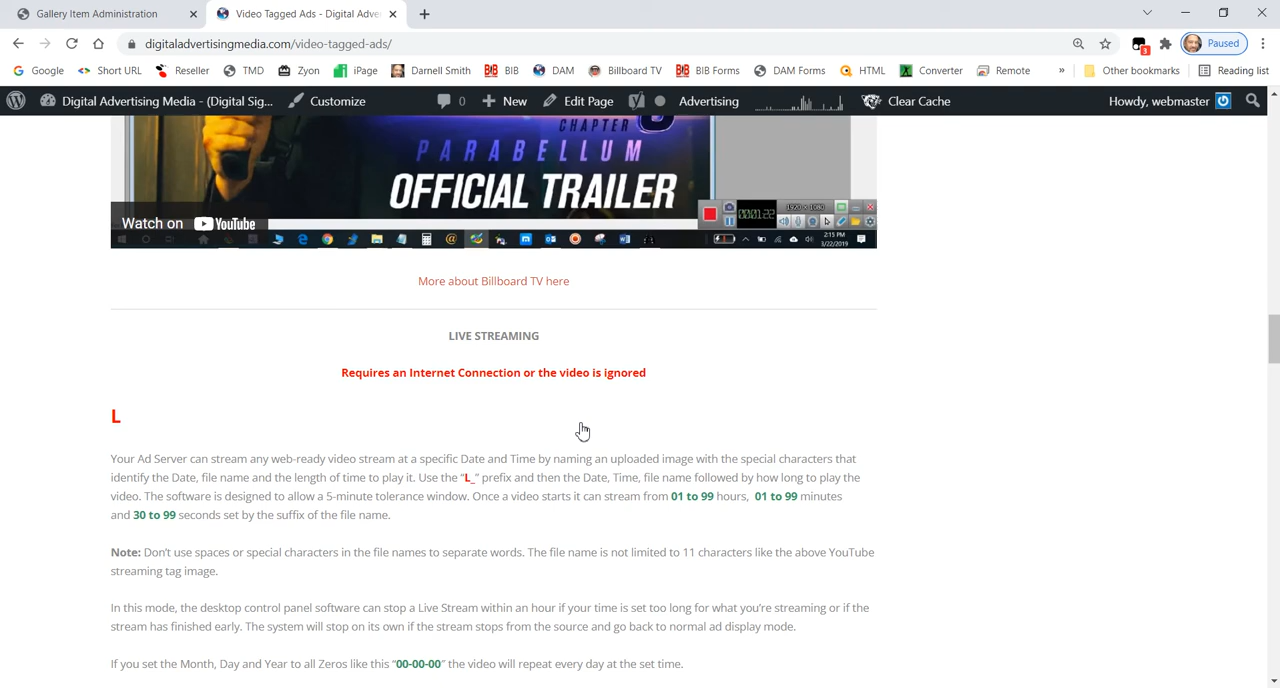 Gallery Item Administration
Video Tagged Ads - Digital Adve
digitaladvertisingmedia.com/video-tagged-ads/
3
Paused
Google
Short URL
Reseller
TMD
Zyon
iPage
Darnell Smith
BIB
DAM
Billboard TV
BIB Forms
DAM Forms
HTML
Converter
Remote
»
Other bookmarks
Reading list
Digital Advertising Media - (Digital Sig...
Customize
0
New
Edit Page
Advertising
Clear Cache
Howdy, webmaster
CHAPTER
PARABELLUM
OFFICIAL TRAILER
Watch on YouTube
1920 x 1080
2:15 PM
3/22/2019
More about Billboard TV here
LIVE STREAMING
Requires an Internet Connection or the video is ignored
L
Your Ad Server can stream any web-ready video stream at a specific Date and Time by naming an uploaded image with the special characters that
identify the Date, file name and the length of time to play it. Use the “L_” prefix and then the Date, Time, file name followed by how long to play the
video. The software is designed to allow a 5-minute tolerance window. Once a video starts it can stream from 01 to 99 hours, 01 to 99 minutes
and 30 to 99 seconds set by the suffix of the file name.
Note: Don’t use spaces or special characters in the file names to separate words. The file name is not limited to 11 characters like the above YouTube
streaming tag image.
In this mode, the desktop control panel software can stop a Live Stream within an hour if your time is set too long for what you’re streaming or if the
stream has finished early. The system will stop on its own if the stream stops from the source and go back to normal ad display mode.
If you set the Month, Day and Year to all Zeros like this “00-00-00” the video will repeat every day at the set time.